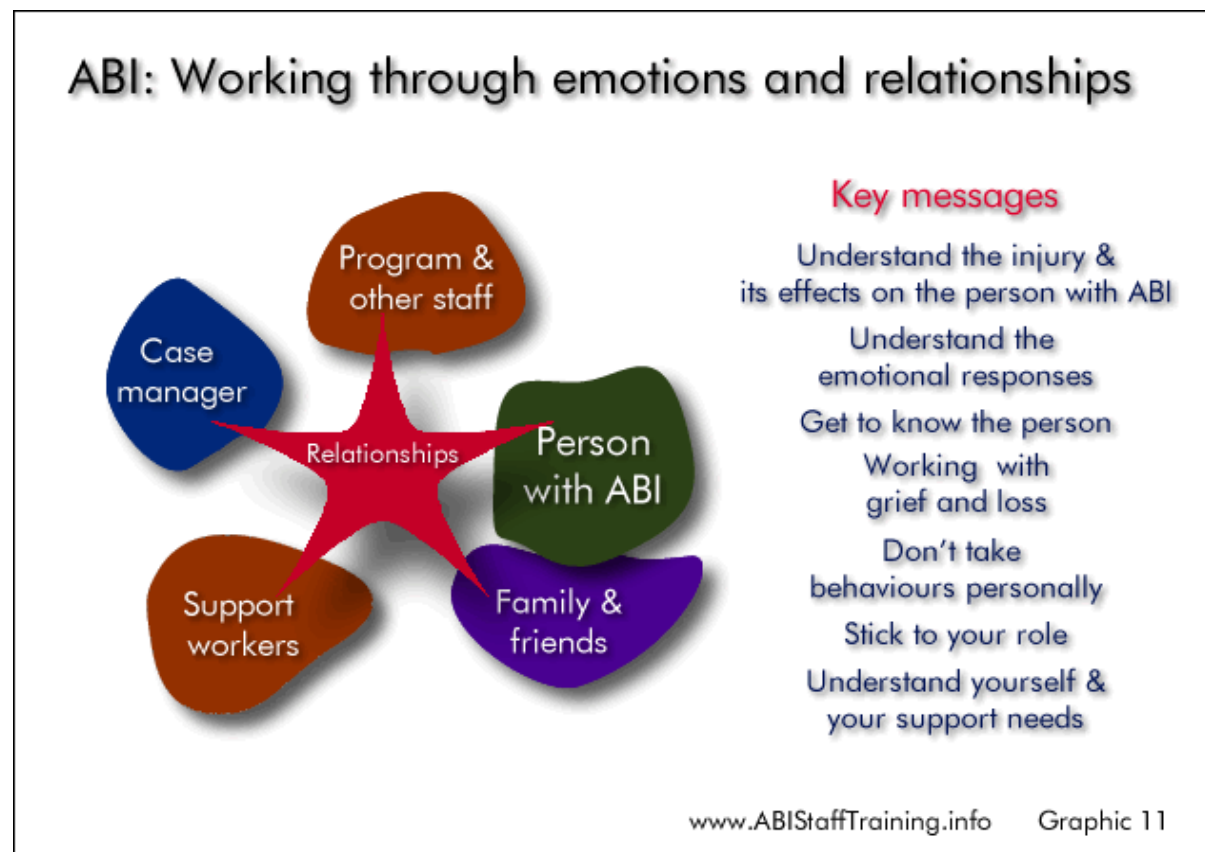 ABI: Working through emotions and relationships
Program &
other staff
Case
manager
Relationships
Person
with ABI
Support
workers
Family &
friends
Key messages
Understand the injury &
its effects on the person with ABI
Understand the
emotional responses
Get to know the person
Working with
grief and loss
Don't take
behaviours personally
Stick to your role
Understand yourself &
your support needs
www.ABIStaffTraining.info Graphic 11